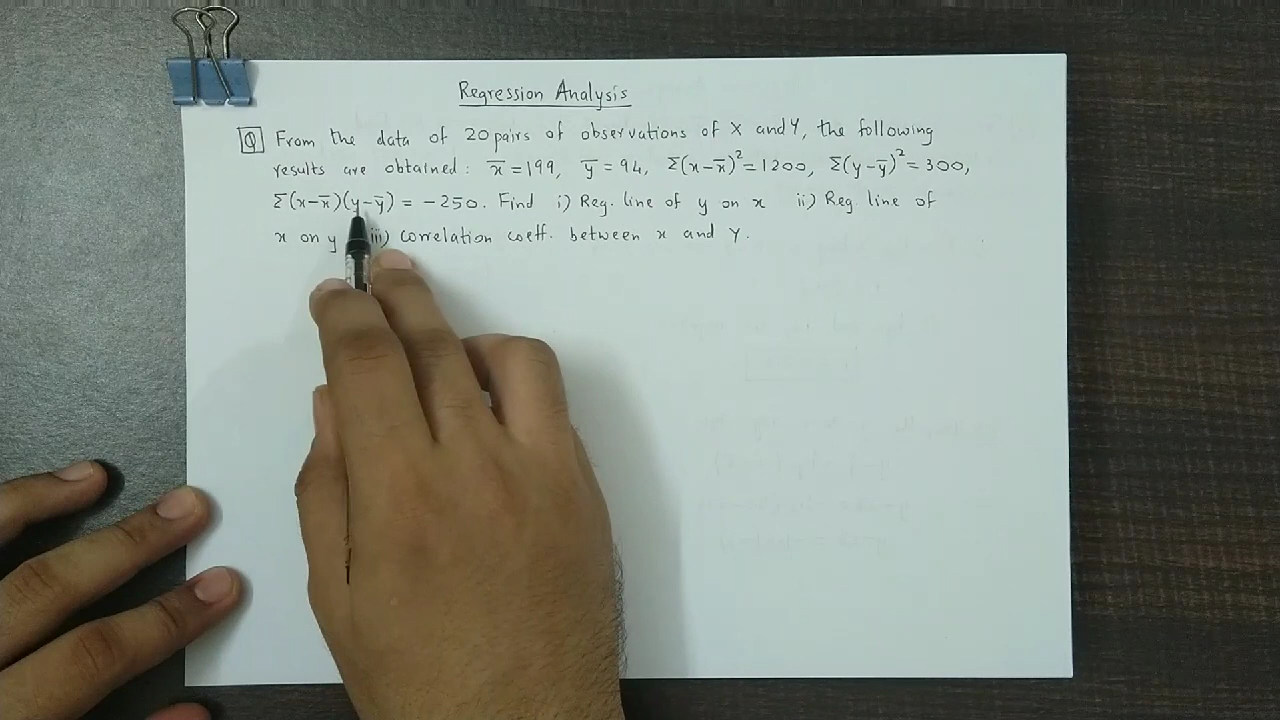 Regression Analysis
Q From the data of 20 pairs of observations of X and Y, the following
results are obtained: x̅ = 199, y̅ = 94, Σ(x-x̅)² = 1200, Σ(y-y̅)² = 300,
Σ(x-x̅)(y-y̅) = -250. Find i) Reg. line of y on x ii) Reg. line of
x on y iii) Correlation coeff. between x and y.